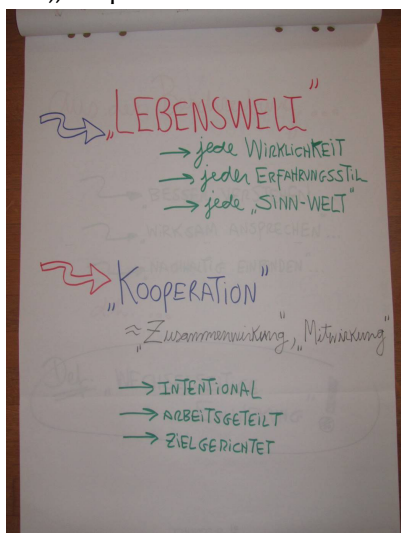 „LEBENSWELT"
→ jede WIRKLICHKEIT
→ jeder ERFAHRUNGSSTIL
→ jede „SINN-WELT"
„KOOPERATION"
≈ „Zusammenwirkung", „Mitwirkung"
→ INTENTIONAL
→ ARBEITSGETEILT
→ ZIELGERICHTET